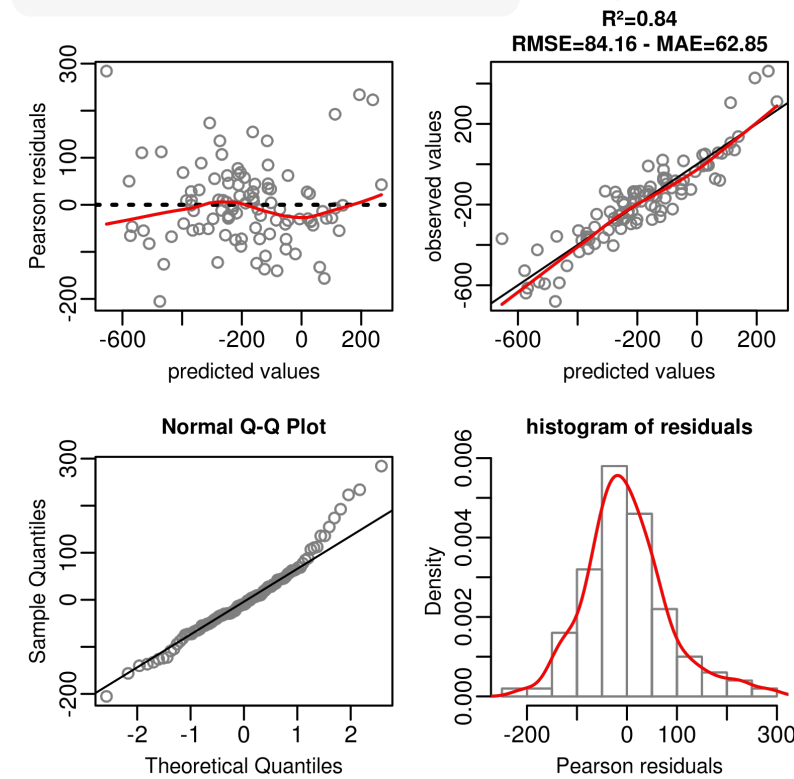 R²=0.84
RMSE=84.16 - MAE=62.85
Pearson residuals
300
100
0
-200
-600
-200
0
200
predicted values
observed values
200
-200
-600
-600
-200
0
200
predicted values
Normal Q-Q Plot
Sample Quantiles
300
100
0
-200
-2
-1
0
1
2
Theoretical Quantiles
histogram of residuals
Density
0.006
0.004
0.002
0.000
-200
0
100
300
Pearson residuals